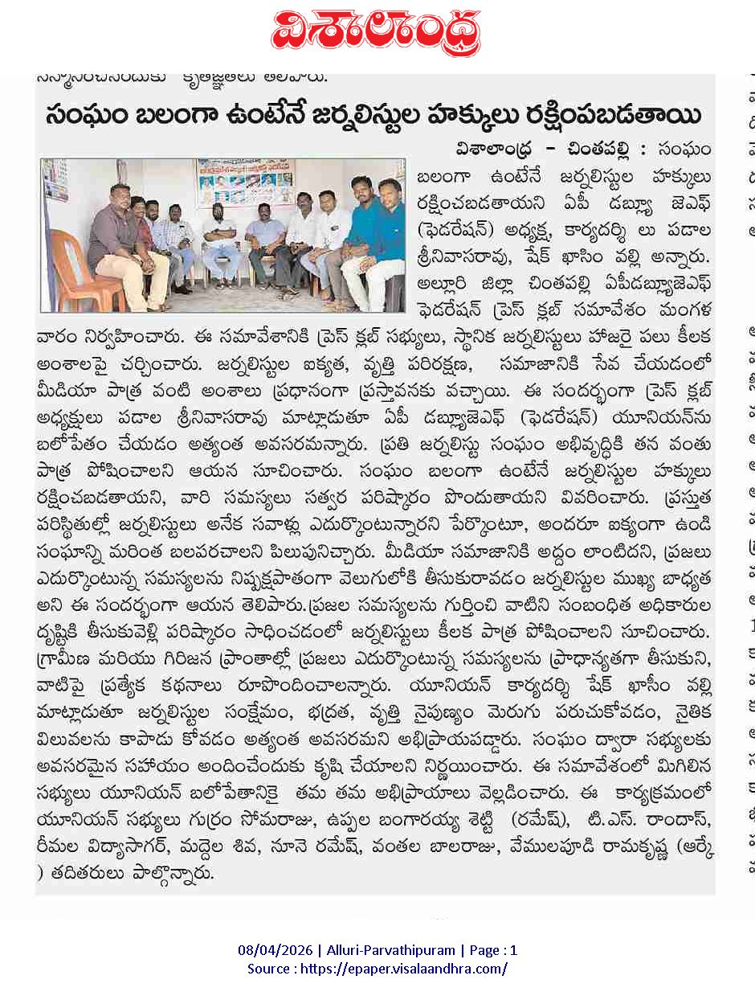 విశాలాంధ్ర
సన్మానించినందుకు కృతజ్ఞతలు తెలిపారు.
సంఘం బలంగా ఉంటేనే జర్నలిస్టుల హక్కులు రక్షింపబడతాయి
విశాలాంధ్ర - చింతపల్లి : సంఘం
బలంగా ఉంటేనే జర్నలిస్టుల హక్కులు
రక్షించబడతాయని ఏపీ డబ్ల్యూ జెఎఫ్
(ఫెడరేషన్) అధ్యక్ష, కార్యదర్శి లు పడాల
శ్రీనివాసరావు, షేక్ ఖాసిం వల్లి అన్నారు.
అల్లూరి జిల్లా చింతపల్లి ఏపీడబ్ల్యూజెఎఫ్
ఫెడరేషన్ ప్రెస్ క్లబ్ సమావేశం మంగళ
వారం నిర్వహించారు. ఈ సమావేశానికి ప్రెస్ క్లబ్ సభ్యులు, స్థానిక జర్నలిస్టులు హాజరై పలు కీలక
అంశాలపై చర్చించారు. జర్నలిస్టుల ఐక్యత, వృత్తి పరిరక్షణ, సమాజానికి సేవ చేయడంలో
మీడియా పాత్ర వంటి అంశాలు ప్రధానంగా ప్రస్తావనకు వచ్చాయి. ఈ సందర్భంగా ప్రెస్ క్లబ్
అధ్యక్షులు పడాల శ్రీనివాసరావు మాట్లాడుతూ ఏపీ డబ్ల్యూజెఎఫ్ (ఫెడరేషన్) యూనియన్‌ను
బలోపేతం చేయడం అత్యంత అవసరమన్నారు. ప్రతి జర్నలిస్టు సంఘం అభివృద్ధికి తన వంతు
పాత్ర పోషించాలని ఆయన సూచించారు. సంఘం బలంగా ఉంటేనే జర్నలిస్టుల హక్కులు
రక్షించబడతాయని, వారి సమస్యలు సత్వర పరిష్కారం పొందుతాయని వివరించారు. ప్రస్తుత
పరిస్థితుల్లో జర్నలిస్టులు అనేక సవాళ్లు ఎదుర్కొంటున్నారని పేర్కొంటూ, అందరూ ఐక్యంగా ఉండి
సంఘాన్ని మరింత బలపరచాలని పిలుపునిచ్చారు. మీడియా సమాజానికి అద్దం లాంటిదని, ప్రజలు
ఎదుర్కొంటున్న సమస్యలను నిష్పక్షపాతంగా వెలుగులోకి తీసుకురావడం జర్నలిస్టుల ముఖ్య బాధ్యత
అని ఈ సందర్భంగా ఆయన తెలిపారు.ప్రజల సమస్యలను గుర్తించి వాటిని సంబంధిత అధికారుల
దృష్టికి తీసుకువెళ్లి పరిష్కారం సాధించడంలో జర్నలిస్టులు కీలక పాత్ర పోషించాలని సూచించారు.
గ్రామీణ మరియు గిరిజన ప్రాంతాల్లో ప్రజలు ఎదుర్కొంటున్న సమస్యలను ప్రాధాన్యతగా తీసుకుని,
వాటిపై ప్రత్యేక కథనాలు రూపొందించాలన్నారు. యూనియన్ కార్యదర్శి షేక్ ఖాసీం వల్లి
మాట్లాడుతూ జర్నలిస్టుల సంక్షేమం, భద్రత, వృత్తి నైపుణ్యం మెరుగు పరుచుకోవడం, నైతిక
విలువలను కాపాడు కోవడం అత్యంత అవసరమని అభిప్రాయపడ్డారు. సంఘం ద్వారా సభ్యులకు
అవసరమైన సహాయం అందించేందుకు కృషి చేయాలని నిర్ణయించారు. ఈ సమావేశంలో మిగిలిన
సభ్యులు యూనియన్ బలోపేతానికై తమ తమ అభిప్రాయాలు వెల్లడించారు. ఈ కార్యక్రమంలో
యూనియన్ సభ్యులు గుర్రం సోమరాజు, ఉప్పల బంగారయ్య శెట్టి (రమేష్), టి.ఎస్. రాందాస్,
రీమల విద్యాసాగర్, మద్దెల శివ, నూనె రమేష్, వంతల బాలరాజు, వేములపూడి రామకృష్ణ (ఆర్కే
) తదితరులు పాల్గొన్నారు.
08/04/2026 | Alluri-Parvathipuram | Page : 1
Source : https://epaper.visalaandhra.com/